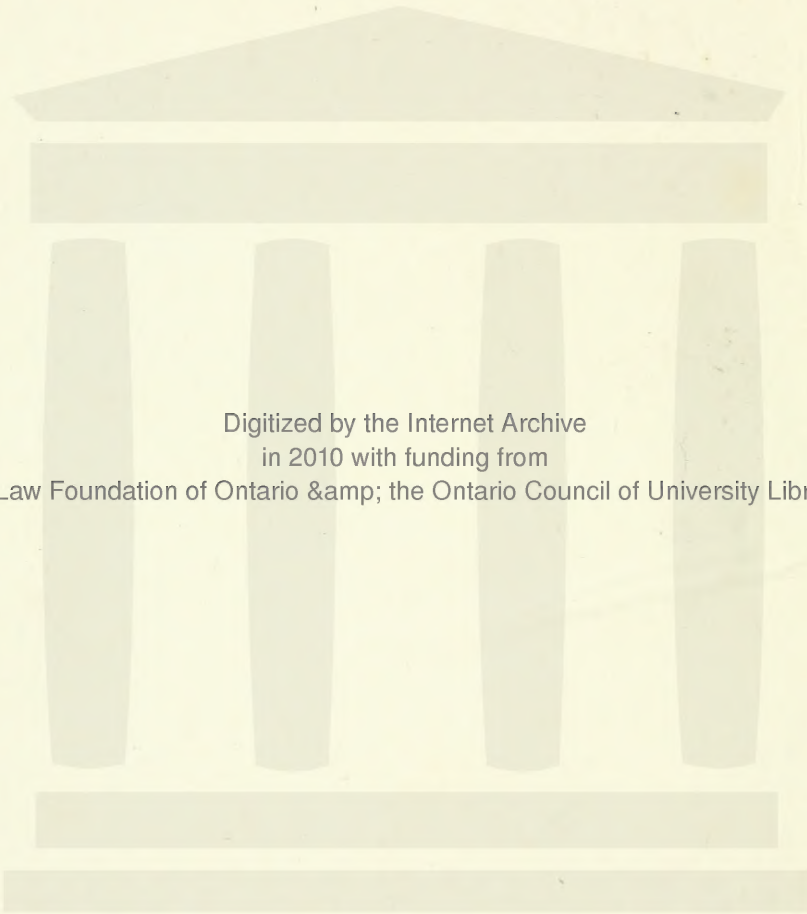 Digitized by the Internet Archive
in 2010 with funding from
Law Foundation of Ontario &amp; the Ontario Council of University Libr